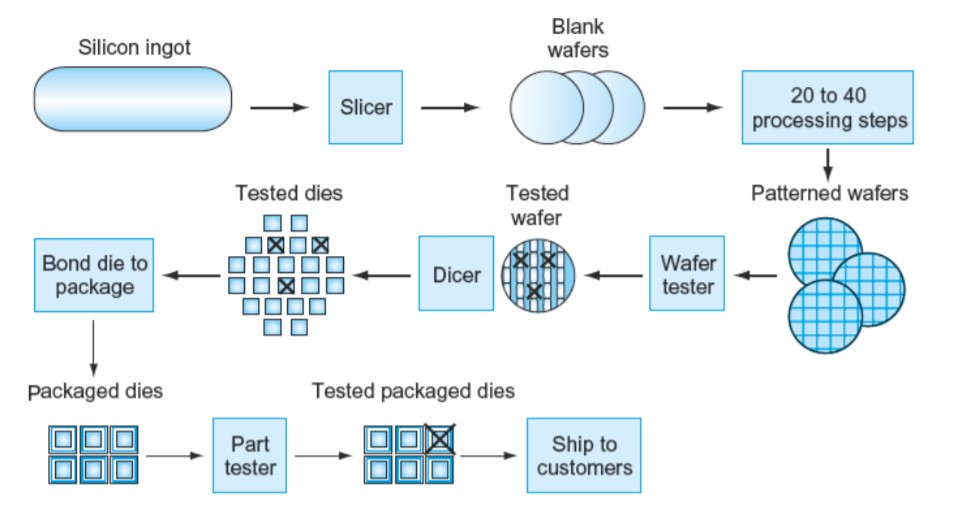 Silicon ingot
Slicer
Blank
wafers
20 to 40
processing steps
Patterned wafers
Wafer
tester
Tested
wafer
Dicer
Tested dies
Bond die to
package
Packaged dies
Part
tester
Tested packaged dies
Ship to
customers